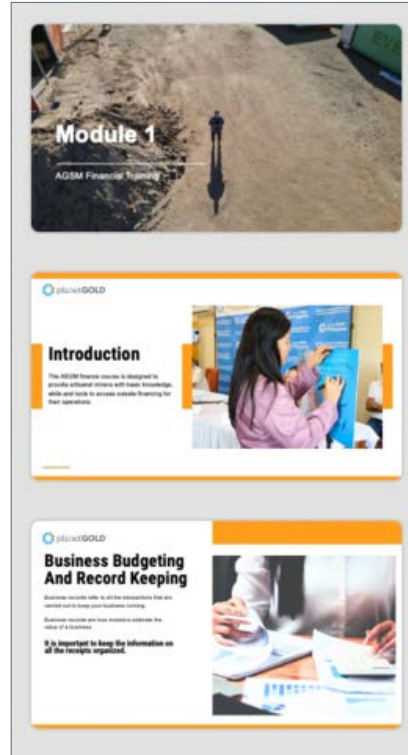 Module 1
AGSM Financial Training
planetGOLD
Introduction
The AEGM finance course is designed to
provide artisanal miners with basic knowledge,
skills and tools to access outside financing for
their operations.
planetGOLD
Business Budgeting
And Record Keeping
Business records refer to all the transactions that are
carried out to keep your business running.
Business records are how investors estimate the
value of a business.
It is important to keep the information on
all the receipts organized.